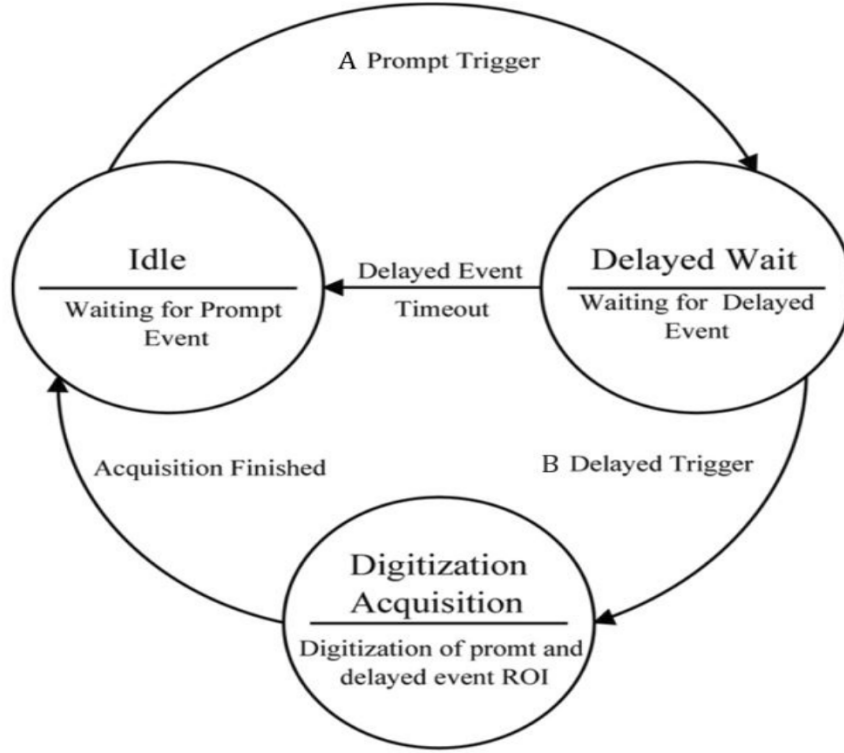 A Prompt Trigger
Idle
Waiting for Prompt
Event
Delayed Event
Timeout
Delayed Wait
Waiting for Delayed
Event
Acquisition Finished
B Delayed Trigger
Digitization
Acquisition
Digitization of promt and
delayed event ROI